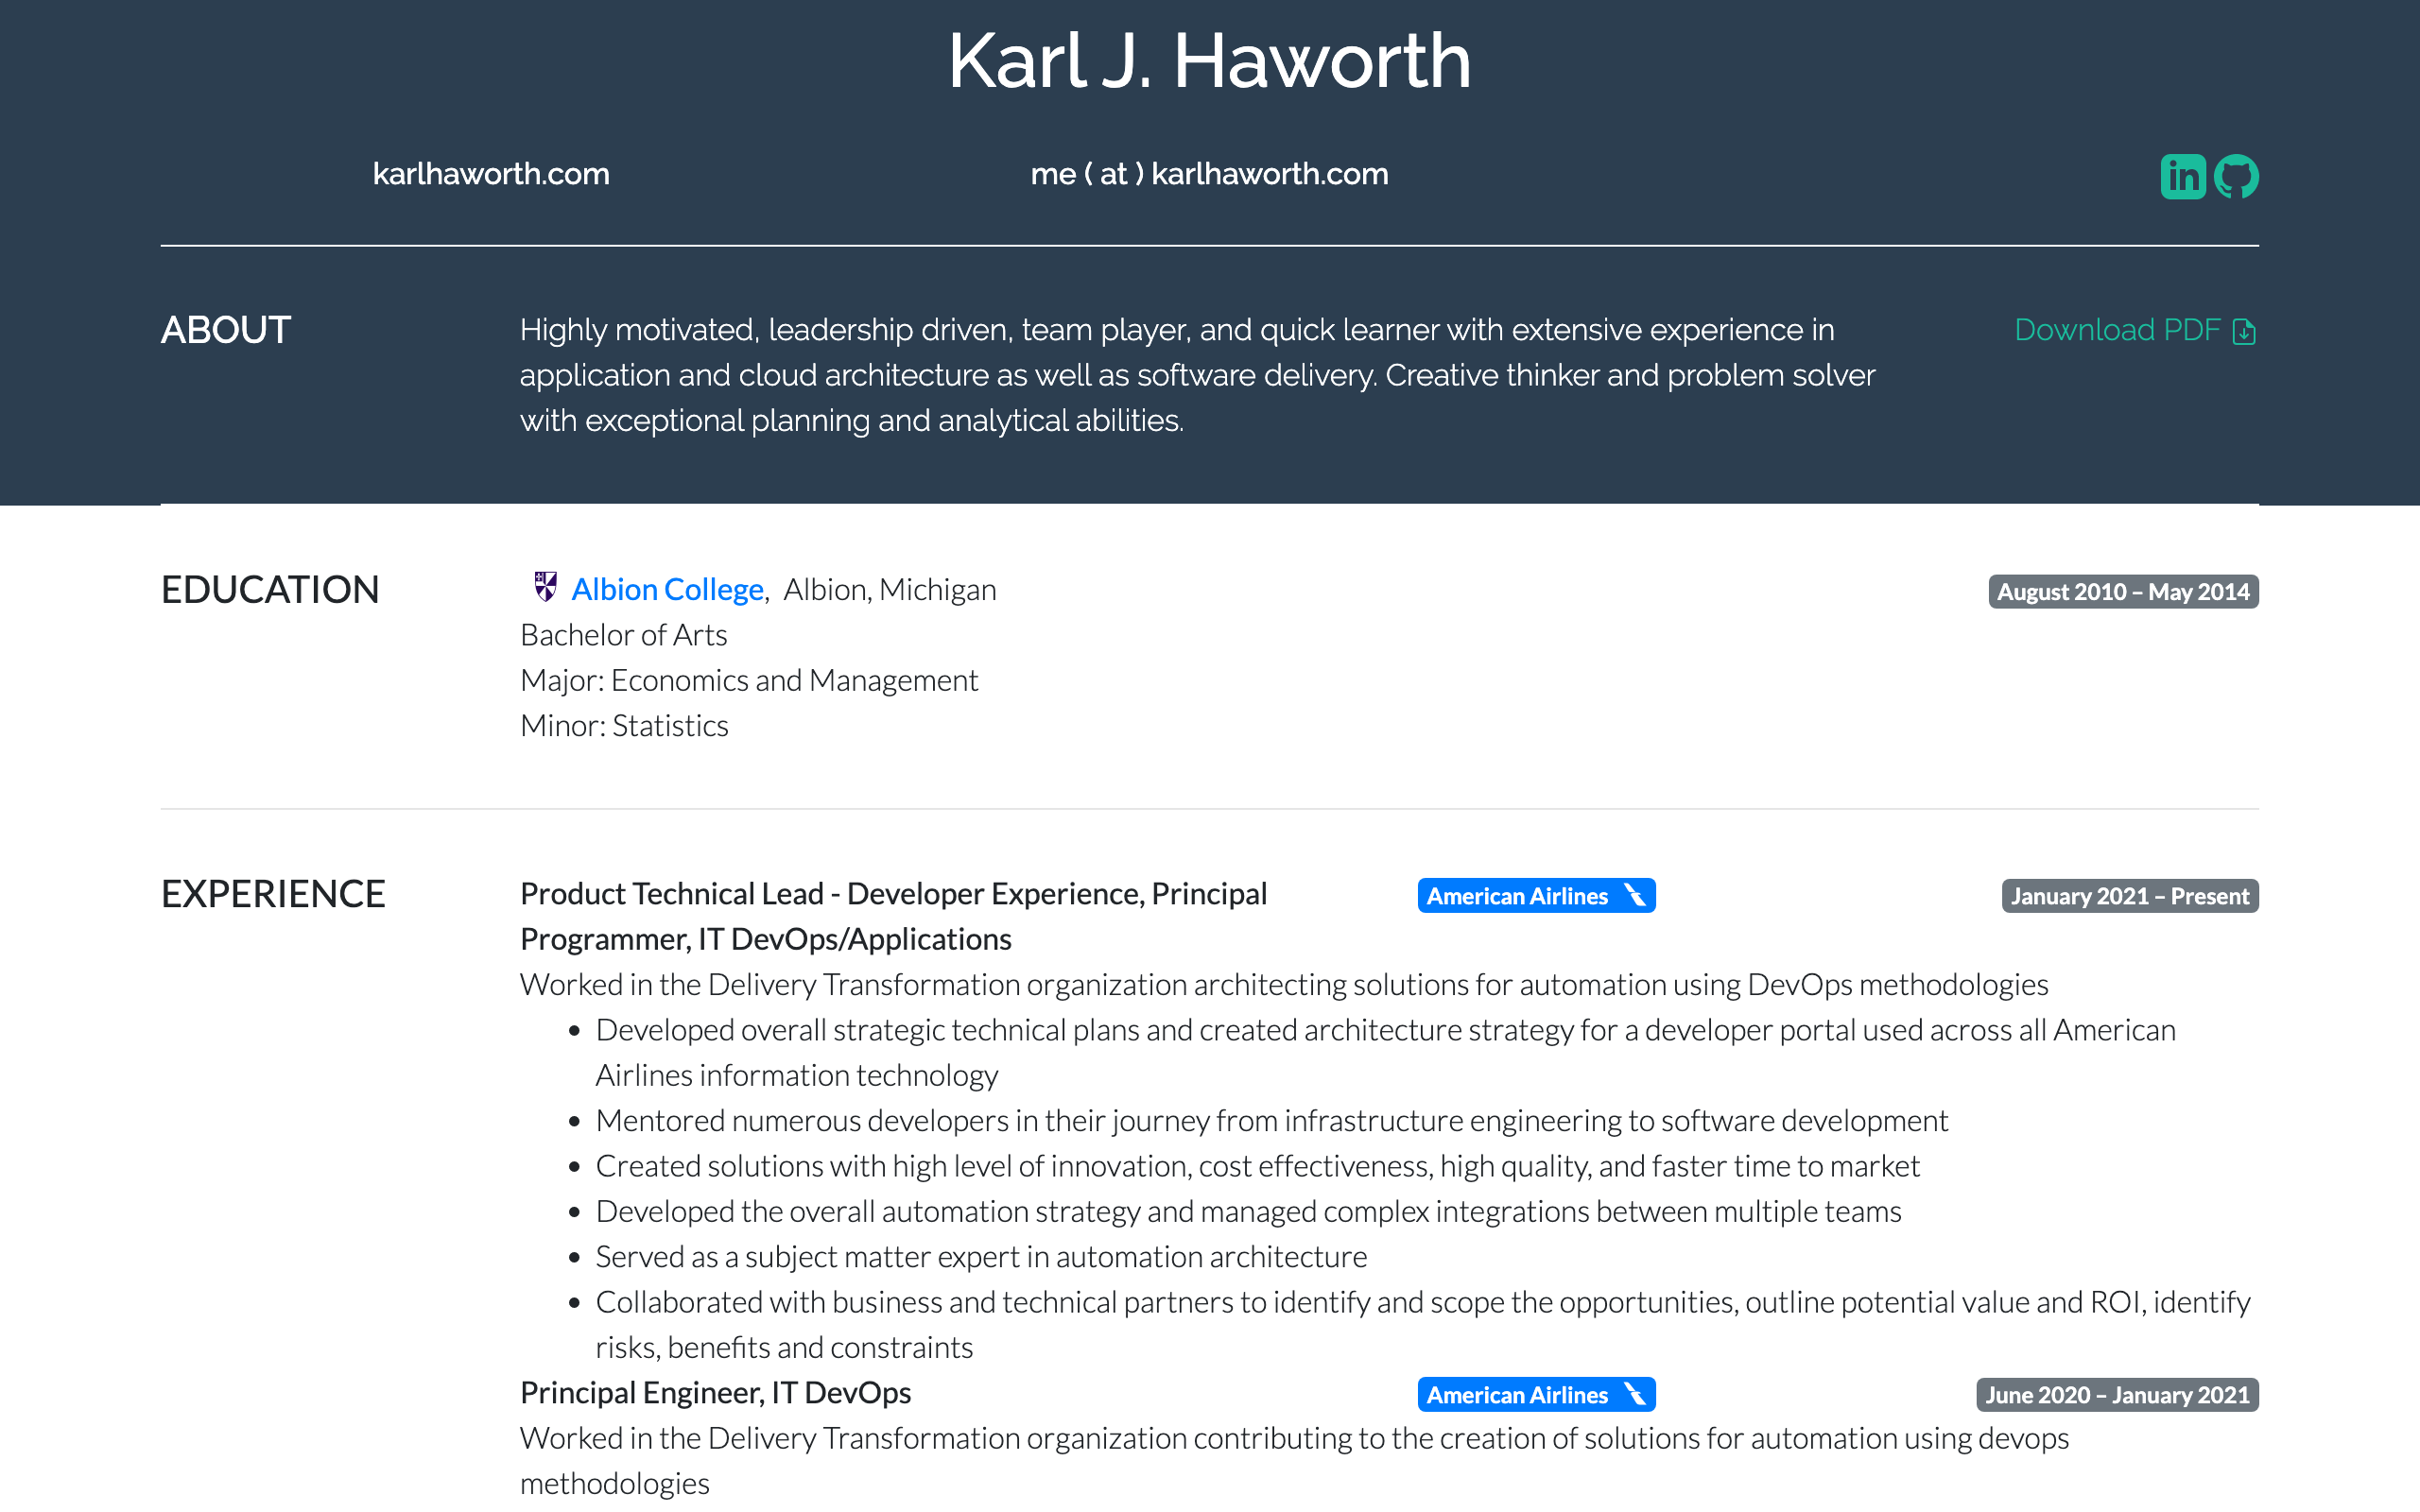 Karl J. Haworth
karlhaworth.com
me ( at ) karlhaworth.com
in
ABOUT
Highly motivated, leadership driven, team player, and quick learner with extensive experience in
application and cloud architecture as well as software delivery. Creative thinker and problem solver
with exceptional planning and analytical abilities.
Download PDF
EDUCATION
Albion College, Albion, Michigan
August 2010 – May 2014
Bachelor of Arts
Major: Economics and Management
Minor: Statistics
EXPERIENCE
Product Technical Lead - Developer Experience, Principal
Programmer, IT DevOps/Applications
American Airlines
January 2021 – Present
Worked in the Delivery Transformation organization architecting solutions for automation using DevOps methodologies
• Developed overall strategic technical plans and created architecture strategy for a developer portal used across all American
Airlines information technology
• Mentored numerous developers in their journey from infrastructure engineering to software development
• Created solutions with high level of innovation, cost effectiveness, high quality, and faster time to market
• Developed the overall automation strategy and managed complex integrations between multiple teams
• Served as a subject matter expert in automation architecture
• Collaborated with business and technical partners to identify and scope the opportunities, outline potential value and ROI, identify
risks, benefits and constraints
Principal Engineer, IT DevOps
American Airlines
June 2020 – January 2021
Worked in the Delivery Transformation organization contributing to the creation of solutions for automation using devops
methodologies